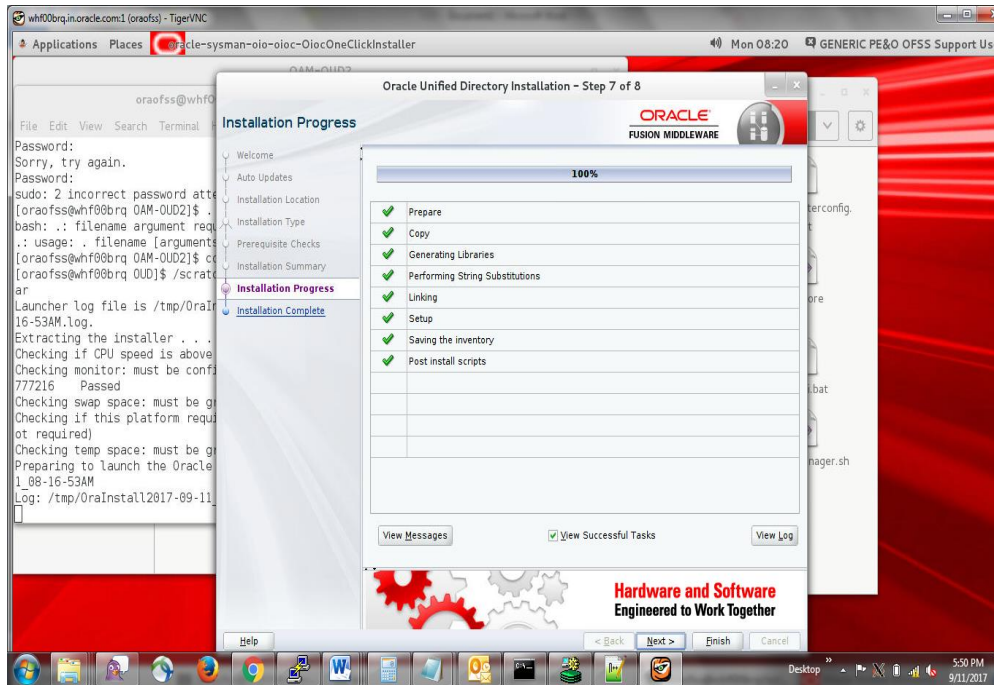 whf00brq.in.oracle.com:1 (oraofss) - TigerVNC
Applications Places oracle-sysman-oio-oioc-OiocOneClickInstaller Mon 08:20 GENERIC PE&O OFSS Support Us
OAM-OUD2
oraofss@whf0
File Edit View Search Terminal
Password:
Sorry, try again.
Password:
sudo: 2 incorrect password atte
[oraofss@whf00brq OAM-OUD2]$ .
bash: .: filename argument requ
.: usage: . filename [arguments
[oraofss@whf00brq OAM-OUD2]$ cd
[oraofss@whf00brq OUD]$ /scrat
ar
Launcher log file is /tmp/OraIn
16-53AM.log.
Extracting the installer . . .
Checking if CPU speed is above
Checking monitor: must be confi
777216 Passed
Checking swap space: must be gr
Checking if this platform requi
ot required)
Checking temp space: must be gr
Preparing to launch the Oracle
1_08-16-53AM
Log: /tmp/OraInstall2017-09-11_
Oracle Unified Directory Installation - Step 7 of 8
Installation Progress
ORACLE
FUSION MIDDLEWARE
Welcome
Auto Updates
Installation Location
Installation Type
Prerequisite Checks
Installation Summary
Installation Progress
Installation Complete
100%
Prepare
Copy
Generating Libraries
Performing String Substitutions
Linking
Setup
Saving the inventory
Post install scripts
View Messages View Successful Tasks View Log
Hardware and Software
Engineered to Work Together
Help < Back Next > Finish Cancel
terconfig.
ore
i.bat
nager.sh
Desktop 5:50 PM
9/11/2017